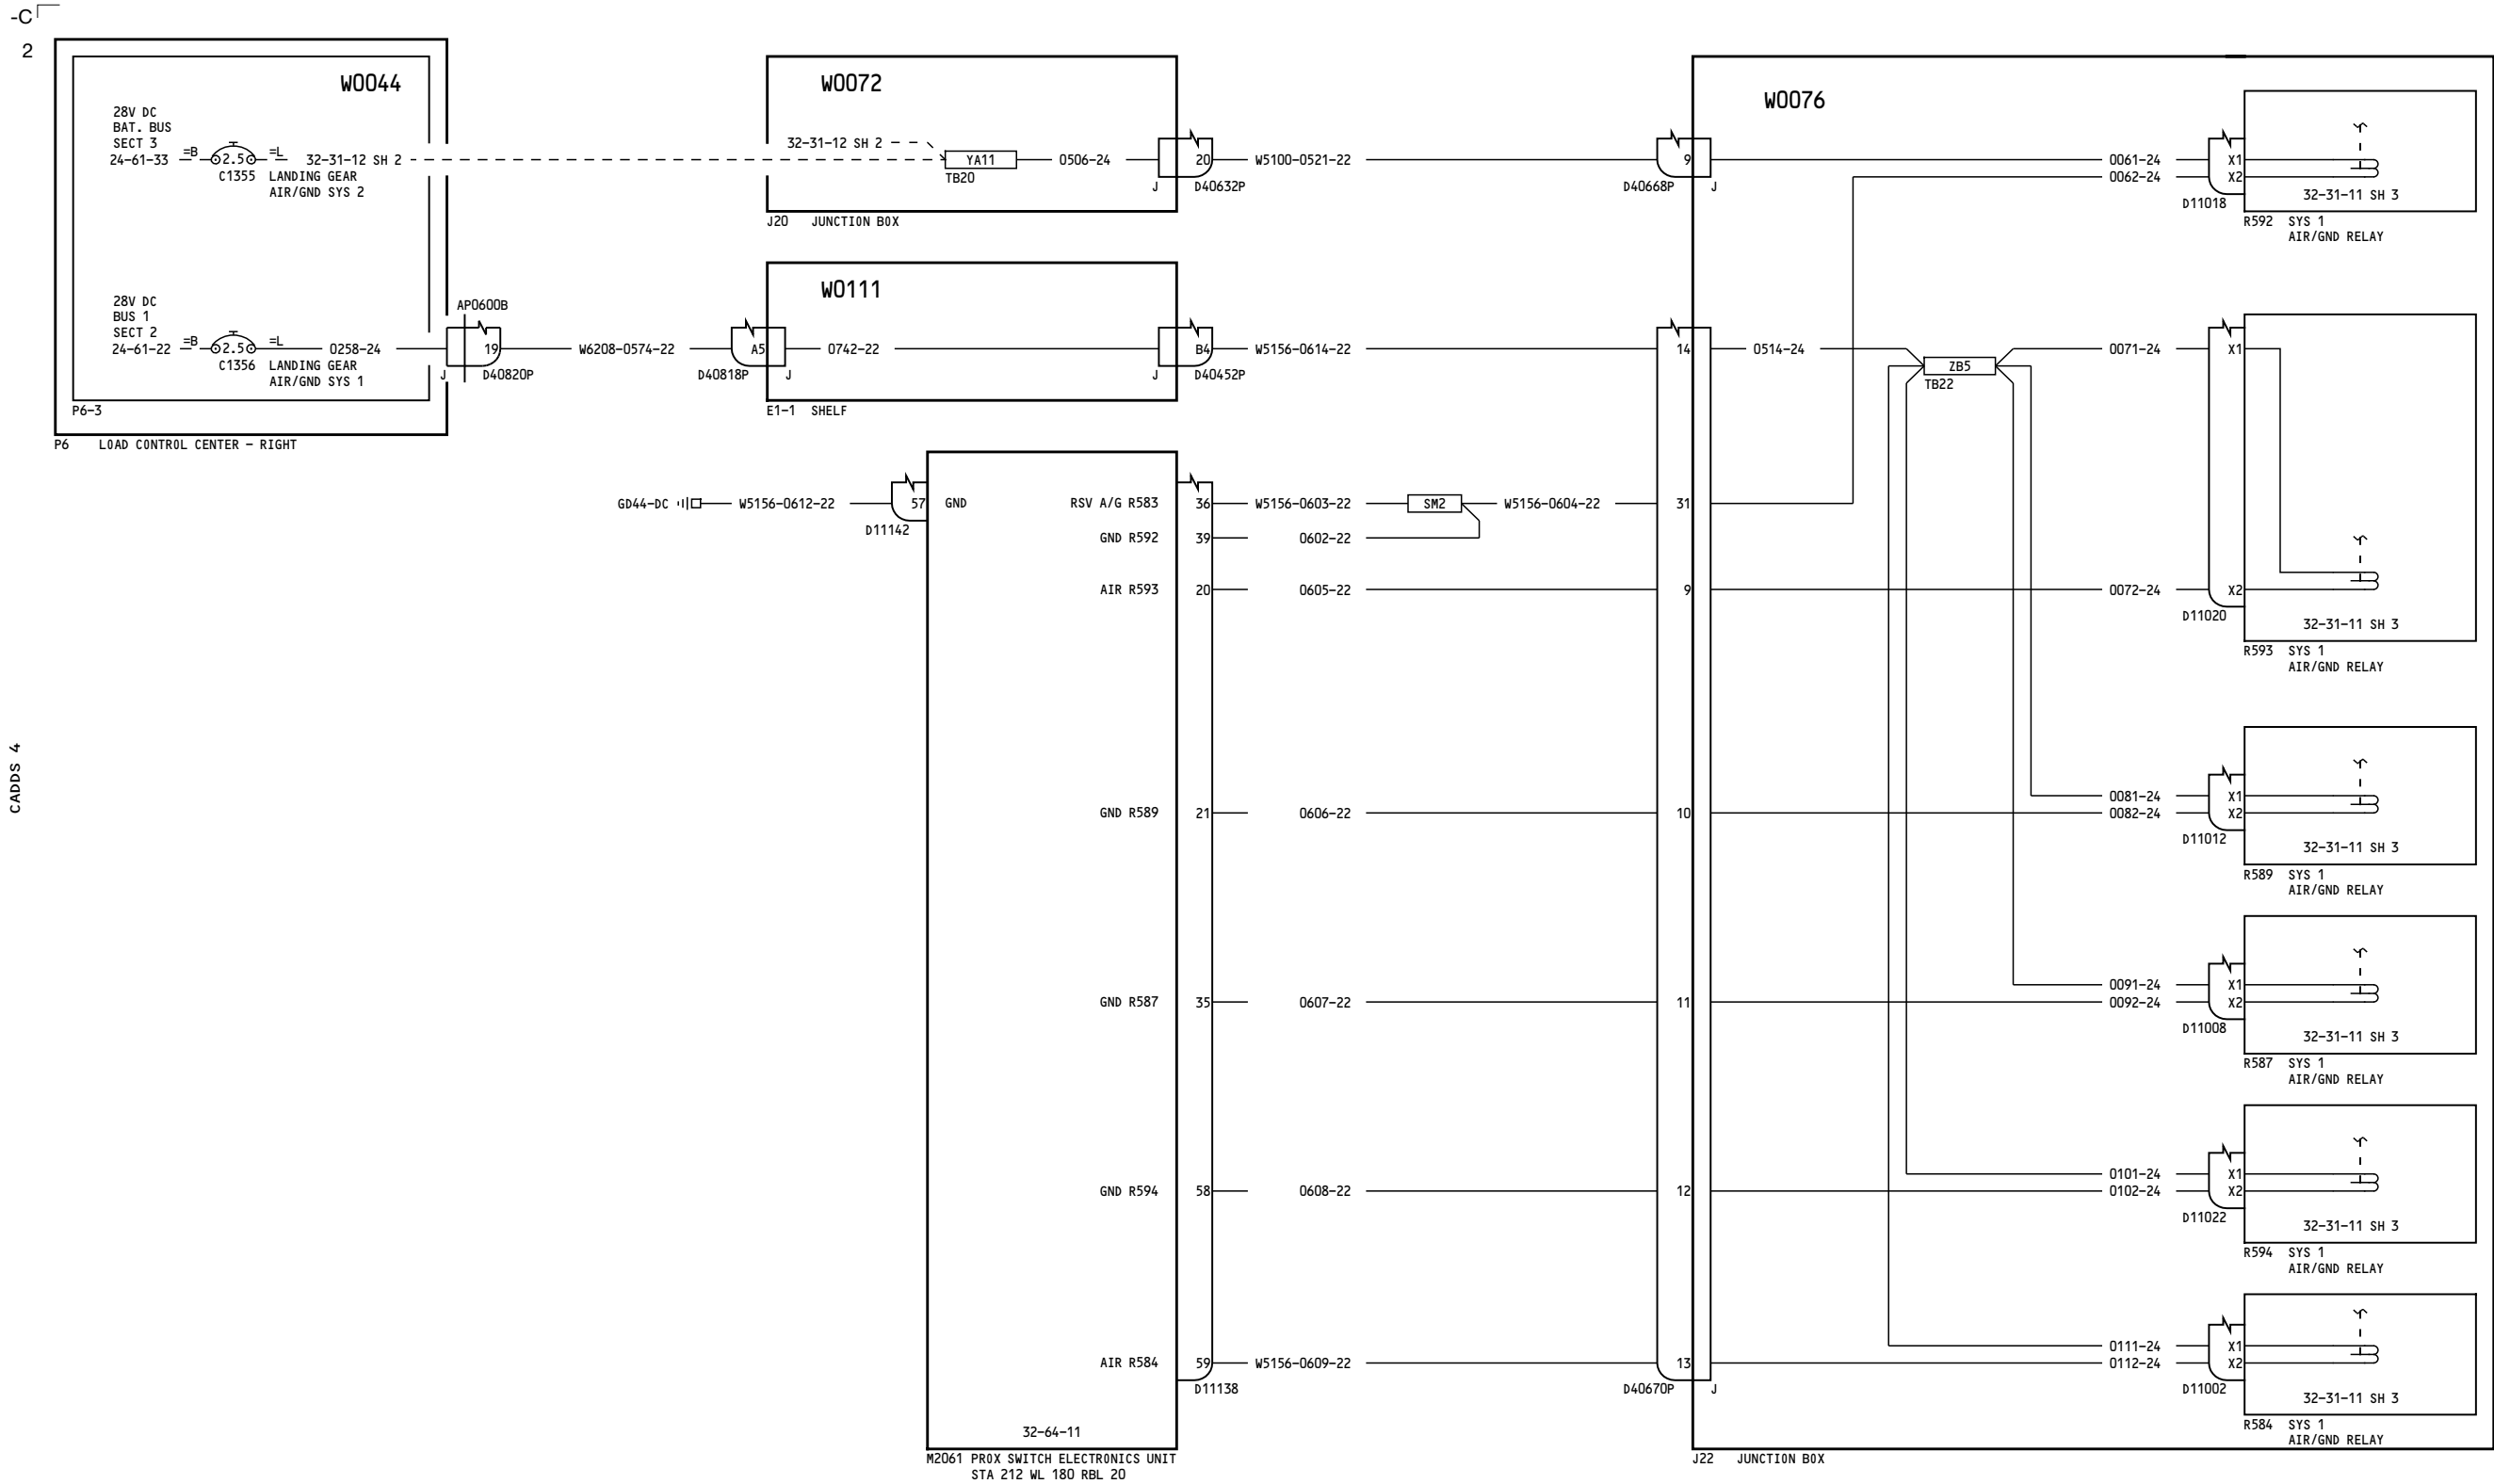 -C
2
CADDS 4
W0044
28V DC
BAT. BUS
SECT 3
24-61-33 =B 2.5 =L 32-31-12 SH 2
C1355 LANDING GEAR
AIR/GND SYS 2
28V DC
BUS 1
SECT 2
24-61-22 =B 2.5 =L 0258-24
C1356 LANDING GEAR
AIR/GND SYS 1
P6-3
P6 LOAD CONTROL CENTER - RIGHT
AP0600B
19
J D40820P
W6208-0574-22
W0072
32-31-12 SH 2
YA11 0506-24
TB20
20
J D40632P
J20 JUNCTION BOX
W5100-0521-22
W0111
A5 0742-22 B4
D40818P J
J D40452P
E1-1 SHELF
W5156-0614-22
GD44-DC W5156-0612-22 57 GND
D11142
RSV A/G R583 36 W5156-0603-22 SM2 W5156-0604-22 31
GND R592 39 0602-22
AIR R593 20 0605-22 9
GND R589 21 0606-22 10
GND R587 35 0607-22 11
GND R594 58 0608-22 12
AIR R584 59 W5156-0609-22 13
D11138
D40670P J
32-64-11
M2061 PROX SWITCH ELECTRONICS UNIT
STA 212 WL 180 RBL 20
W0076
9
D40668P J
14 0514-24
ZB5
TB22
0061-24 X1
0062-24 X2
D11018
32-31-11 SH 3
R592 SYS 1
AIR/GND RELAY
0071-24 X1
0072-24 X2
D11020
32-31-11 SH 3
R593 SYS 1
AIR/GND RELAY
0081-24 X1
0082-24 X2
D11012
32-31-11 SH 3
R589 SYS 1
AIR/GND RELAY
0091-24 X1
0092-24 X2
D11008
32-31-11 SH 3
R587 SYS 1
AIR/GND RELAY
0101-24 X1
0102-24 X2
D11022
32-31-11 SH 3
R594 SYS 1
AIR/GND RELAY
0111-24 X1
0112-24 X2
D11002
32-31-11 SH 3
R584 SYS 1
AIR/GND RELAY
J22 JUNCTION BOX